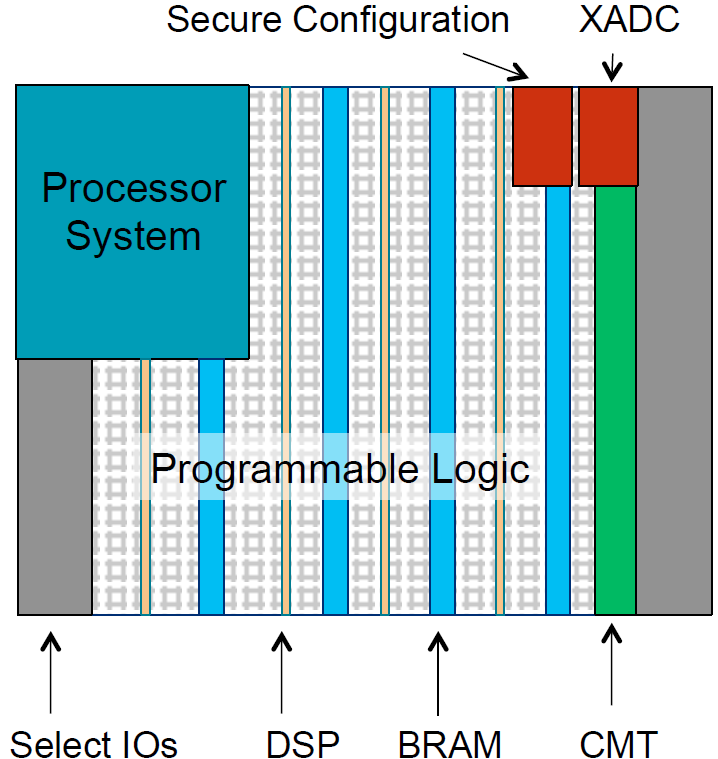 Secure Configuration
XADC
Processor
System
Programmable Logic
Select IOs
DSP
BRAM
CMT